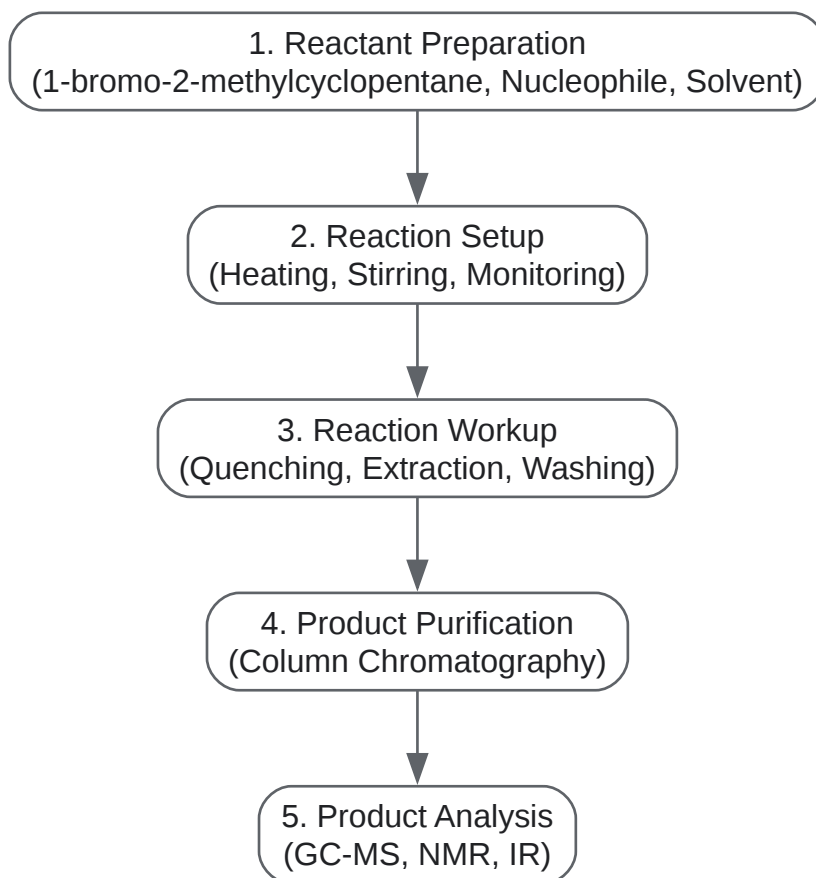 1. Reactant Preparation
(1-bromo-2-methylcyclopentane, Nucleophile, Solvent)
2. Reaction Setup
(Heating, Stirring, Monitoring)
3. Reaction Workup
(Quenching, Extraction, Washing)
4. Product Purification
(Column Chromatography)
5. Product Analysis
(GC-MS, NMR, IR)